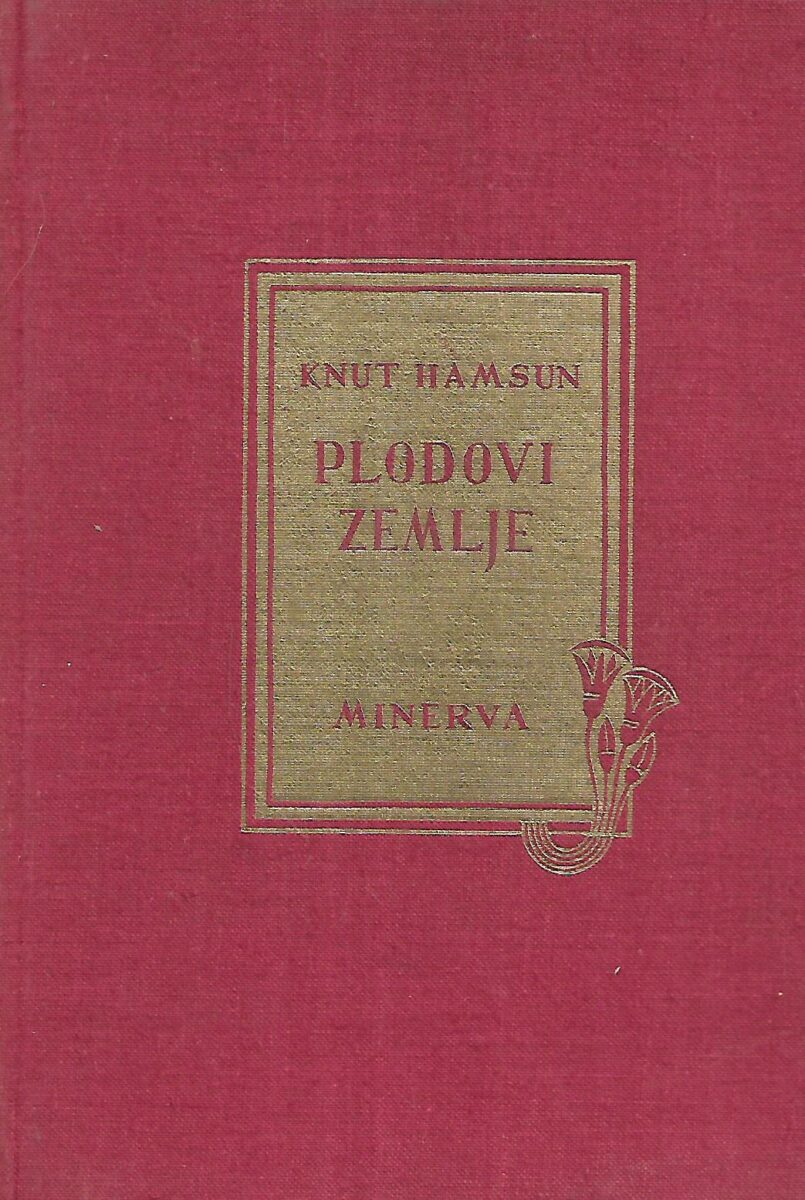 KNUT HAMSUN
PLODOVI
ZEMLJE
MINERVA